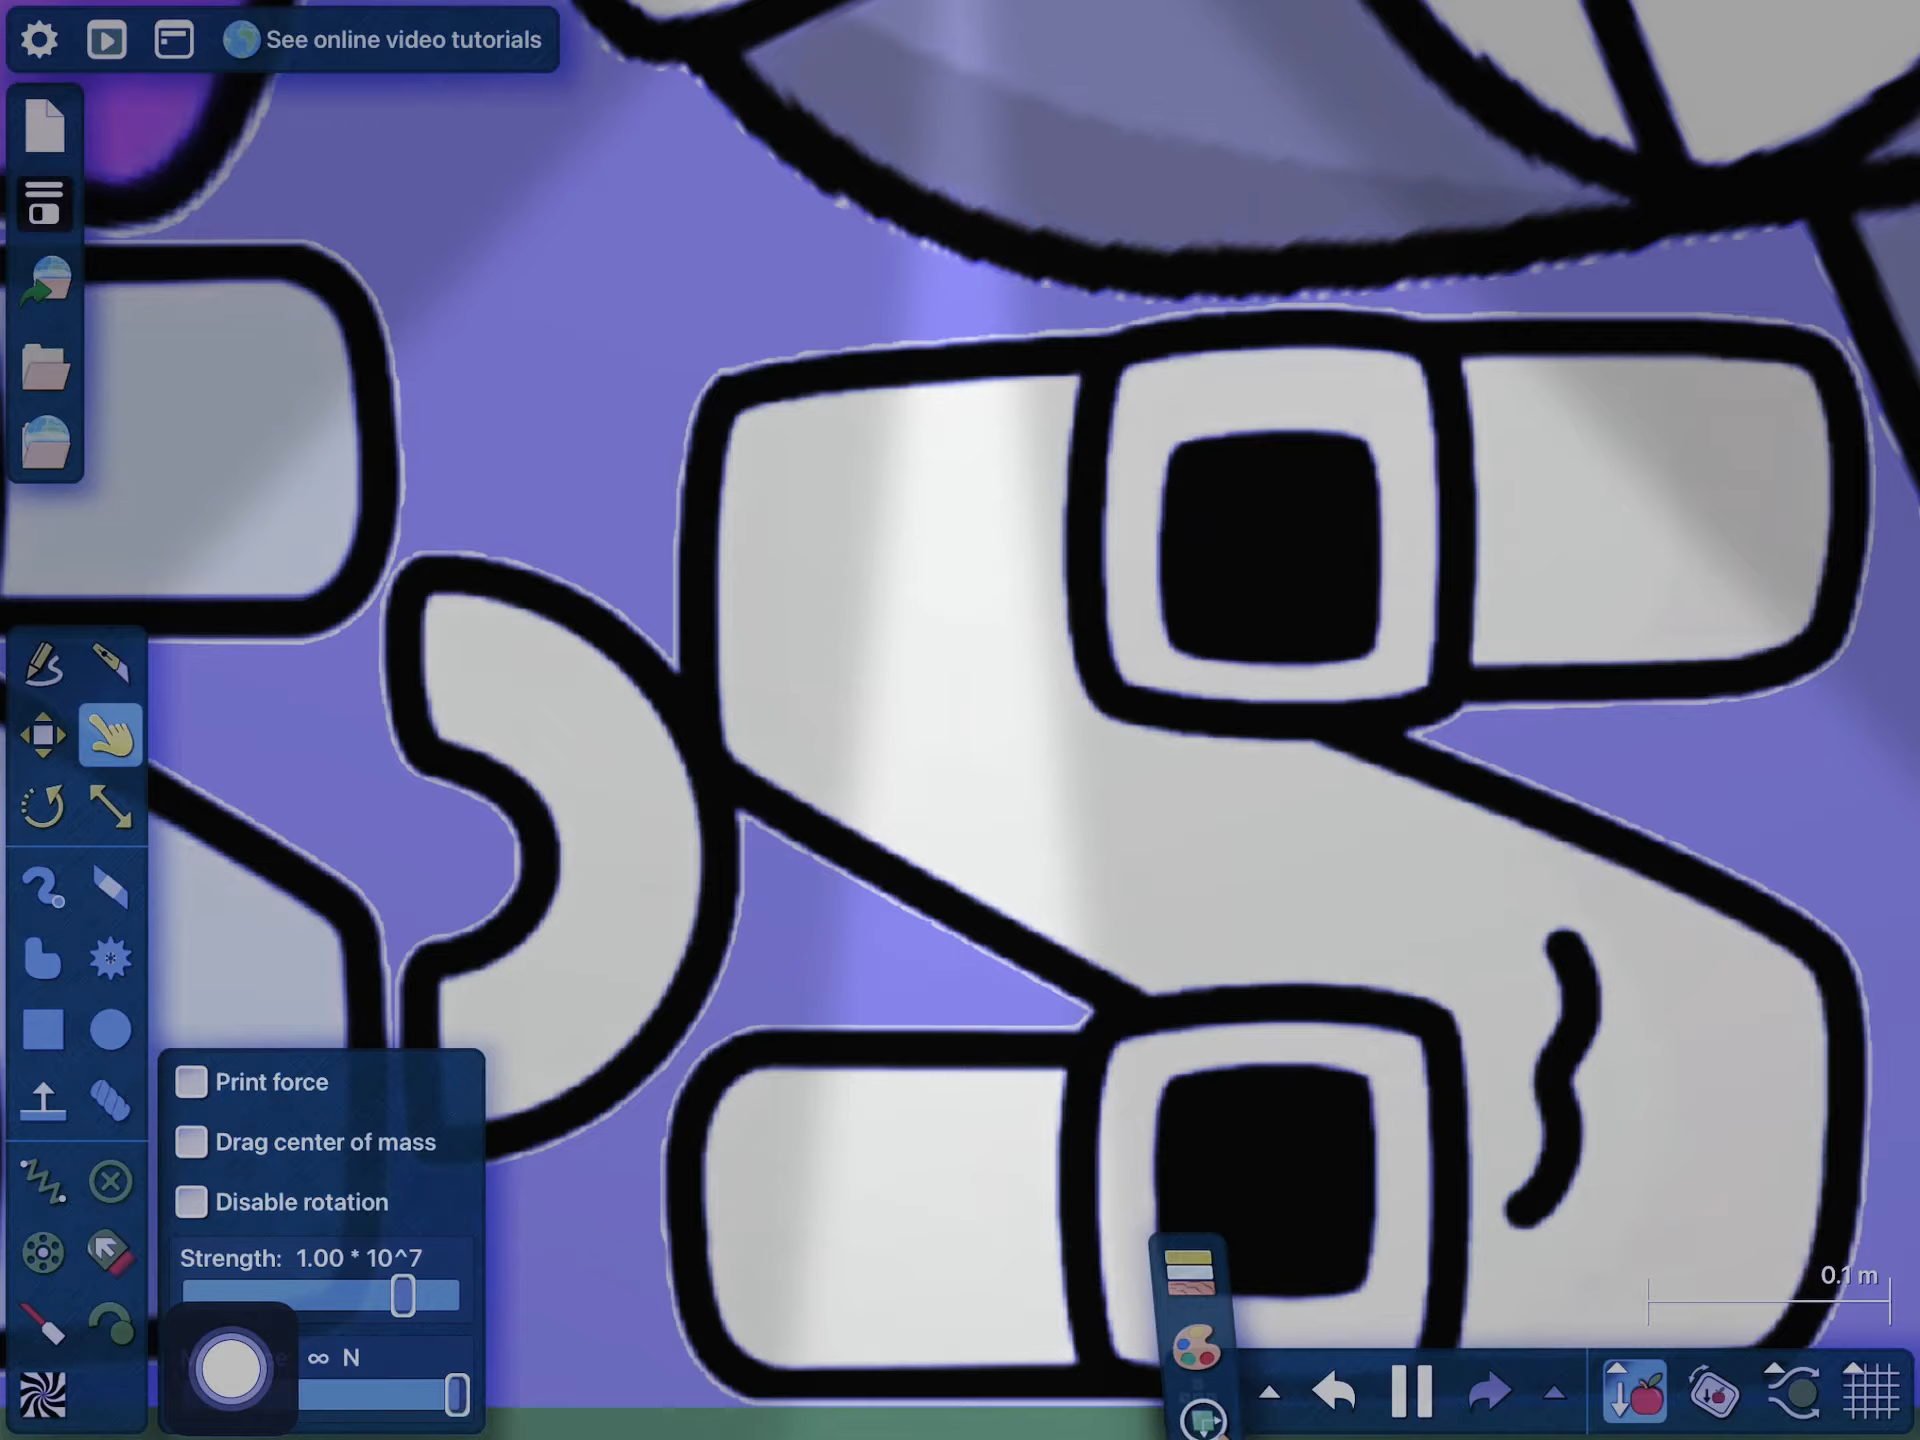 See online video tutorials
Print force
Drag center of mass
Disable rotation
Strength: 1.00 * 10^7
∞ N
0.1 m